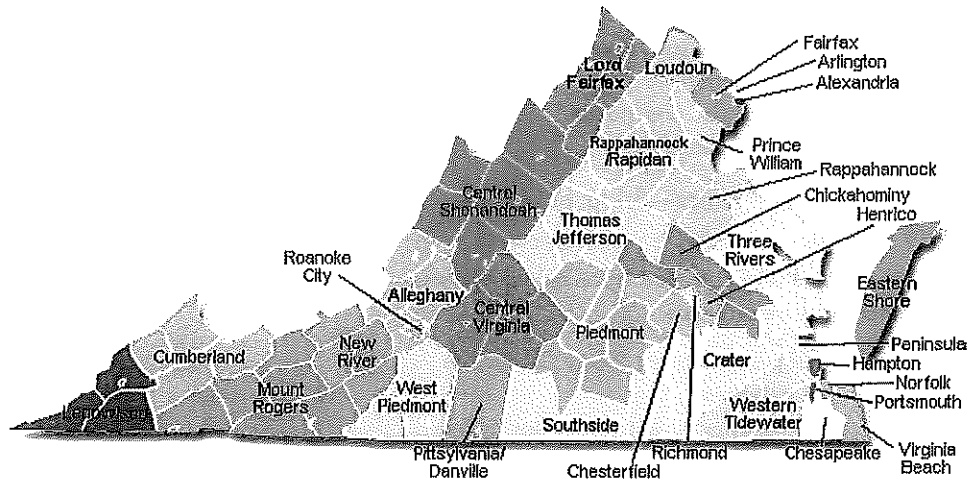 Fairfax
Arlington
Alexandria
Lord
Fairfax
Loudoun
Rappahannock
/Rapidan
Prince
William
Rappahannock
Central
Shenandoah
Chickahominy
Henrico
Thomas
Jefferson
Three
Rivers
Roanoke
City
Alleghany
Eastern
Shore
Central
Virginia
Piedmont
Cumberland
New
River
Crater
Peninsula
Hampton
Norfolk
Portsmouth
Mount
Rogers
West
Piedmont
Western
Tidewater
Southside
Pittsylvania/
Danville
Chesterfield
Richmond
Chesapeake
Virginia
Beach